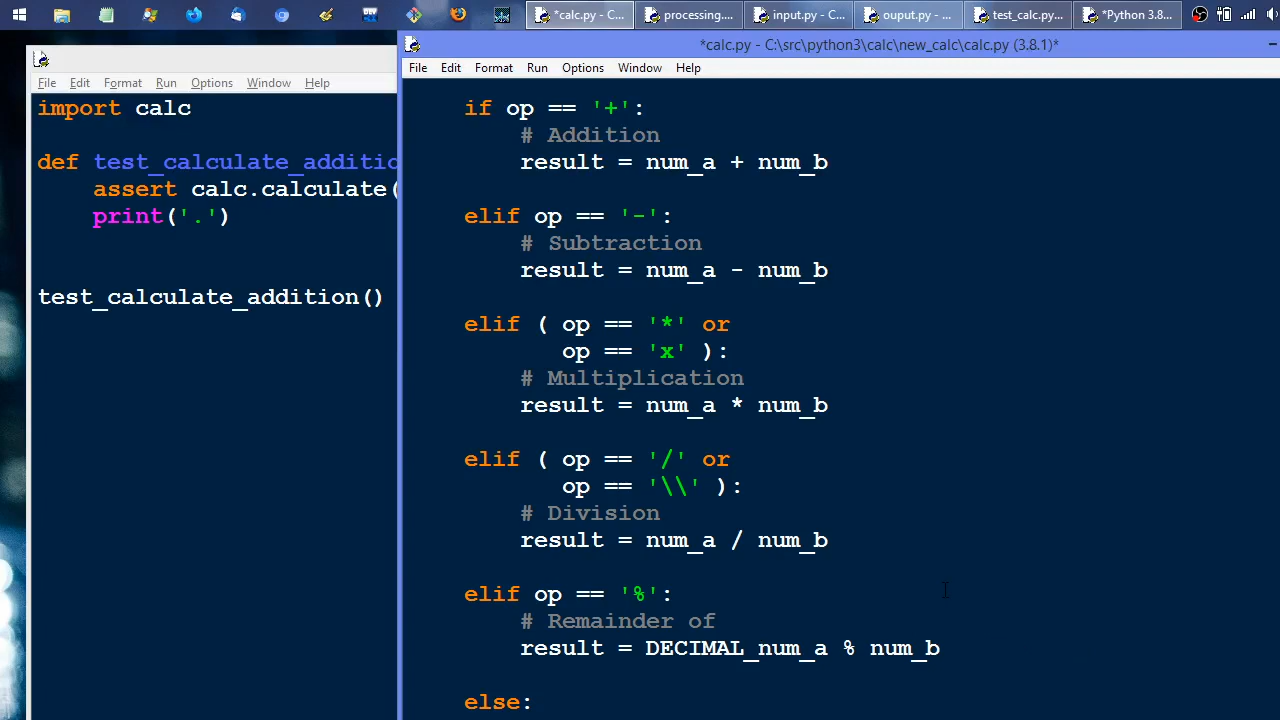 *calc.py - C...
processing....
input.py - C...
ouput.py - ...
test_calc.py...
*Python 3.8...
*calc.py - C:\src\python3\calc\new_calc\calc.py (3.8.1)*
File Edit Format Run Options Window Help
import calc
def test_calculate_additio
assert calc.calculate(
print('.')
test_calculate_addition()
File Edit Format Run Options Window Help
if op == '+':
# Addition
result = num_a + num_b
elif op == '-':
# Subtraction
result = num_a - num_b
elif ( op == '*' or
op == 'x' ):
# Multiplication
result = num_a * num_b
elif ( op == '/' or
op == '\\' ):
# Division
result = num_a / num_b
elif op == '%':
# Remainder of
result = DECIMAL_num_a % num_b
else: